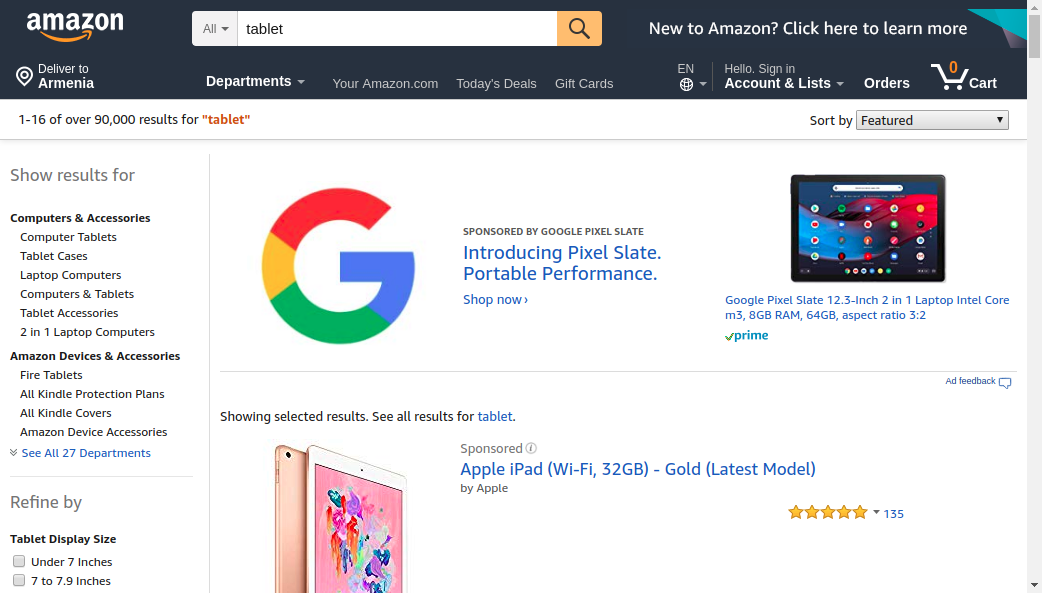 amazon
All
tablet
New to Amazon? Click here to learn more
Deliver to
Armenia
Departments
Your Amazon.com
Today's Deals
Gift Cards
EN
Hello. Sign in
Account & Lists
Orders
0
Cart
1-16 of over 90,000 results for "tablet"
Sort by Featured
Show results for
Computers & Accessories
Computer Tablets
Tablet Cases
Laptop Computers
Computers & Tablets
Tablet Accessories
2 in 1 Laptop Computers
Amazon Devices & Accessories
Fire Tablets
All Kindle Protection Plans
All Kindle Covers
Amazon Device Accessories
See All 27 Departments
Refine by
Tablet Display Size
Under 7 Inches
7 to 7.9 Inches
SPONSORED BY GOOGLE PIXEL SLATE
Introducing Pixel Slate.
Portable Performance.
Shop now ›
Google Pixel Slate 12.3-Inch 2 in 1 Laptop Intel Core
m3, 8GB RAM, 64GB, aspect ratio 3:2
prime
Ad feedback
Showing selected results. See all results for tablet.
Sponsored
Apple iPad (Wi-Fi, 32GB) - Gold (Latest Model)
by Apple
135